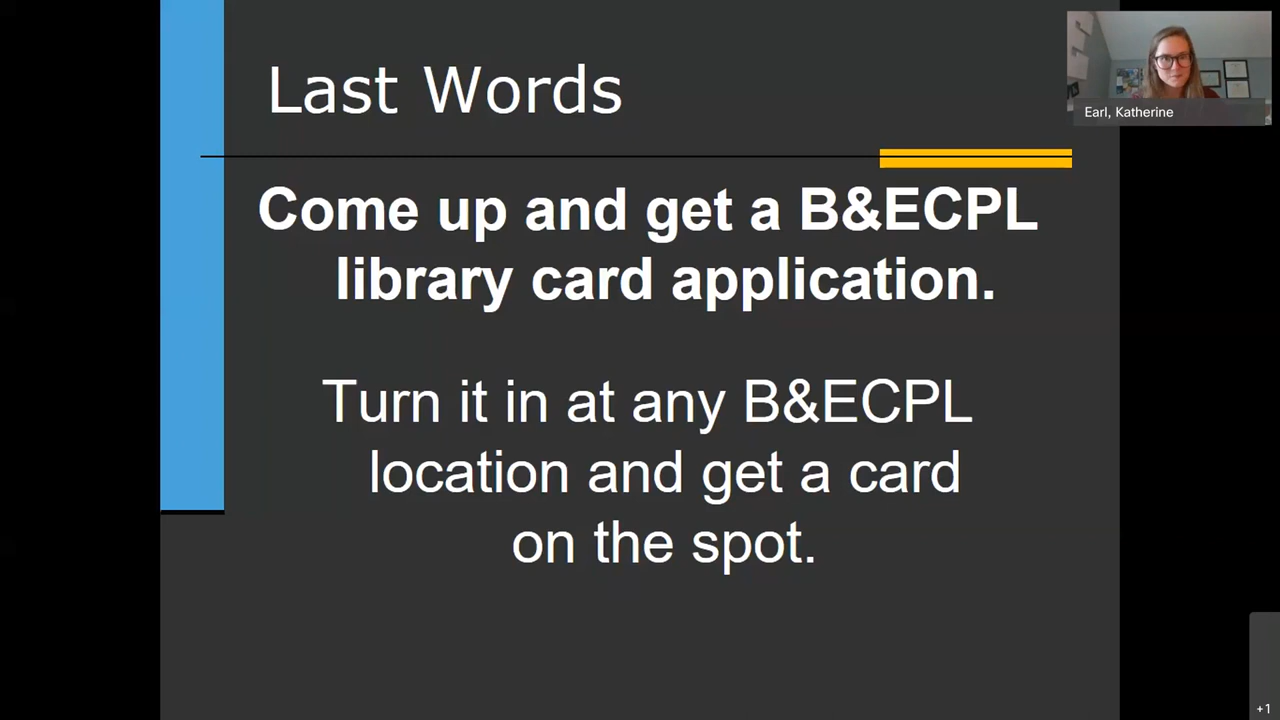 Last Words
Earl, Katherine
Come up and get a B&ECPL
library card application.
Turn it in at any B&ECPL
location and get a card
on the spot.
+1